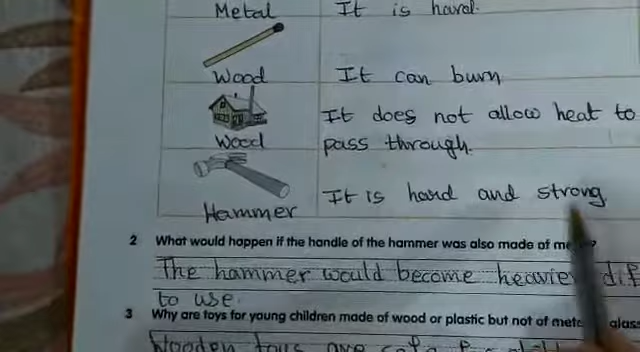 Metal It is hard.
Wood It can burn
It does not allow heat to
Wood pass through.
It is hard and strong
Hammer
2 What would happen if the handle of the hammer was also made of
The hammer would become heavier
to use.
3 Why are toys for young children made of wood or plastic but not of
Wooden toys are